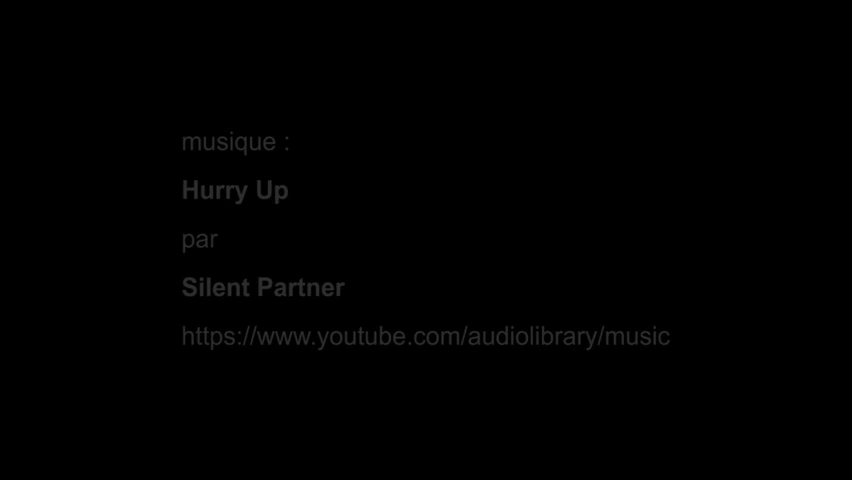 musique :
Hurry Up
par
Silent Partner
https://www.youtube.com/audiolibrary/music